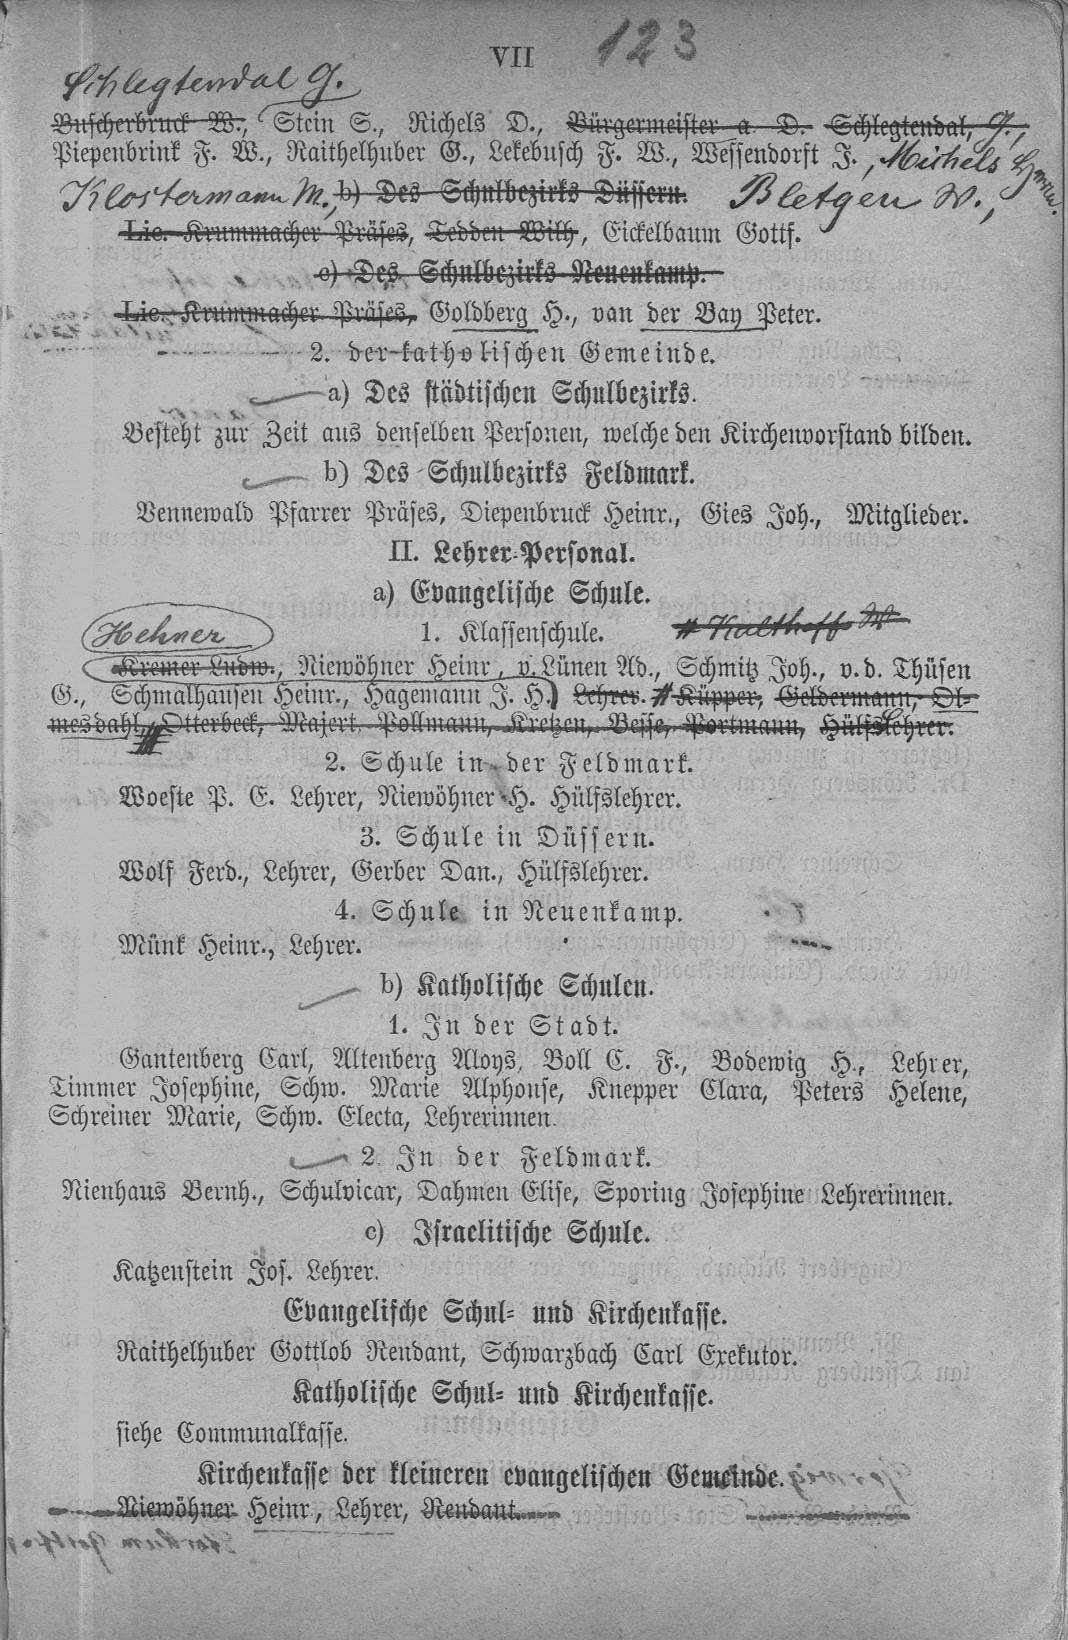 VII 123
Schlegtendal G.
Buscherbruck W., Stein S., Richels D., Bürgermeister a. D. Schlegtendal, G.,
Piepenbrink F. W., Raithelhuber G., Lekebusch F. W., Wessendorft J., Michels Herm.
Klostermann M., b) Des Schulbezirks Düssern. Bletgen W.,
Lic. Krummacher Präses, Tedden Wilh, Eickelbaum Gottf.
c) Des Schulbezirks Neuenkamp.
Lic. Krummacher Präses, Goldberg H., van der Bay Peter.
2. der katholischen Gemeinde.
a) Des städtischen Schulbezirks.
Besteht zur Zeit aus denselben Personen, welche den Kirchenvorstand bilden.
b) Des Schulbezirks Feldmark.
Vennewald Pfarrer Präses, Diepenbruck Heinr., Gies Joh., Mitglieder.
II. Lehrer-Personal.
a) Evangelische Schule.
Hehner 1. Klassenschule. # Kalthoff W
Kremer Ludw., Niewöhner Heinr, v. Lünen Ad., Schmitz Joh., v. d. Thüsen
G., Schmalhausen Heinr., Hagemann J. H.) Lehrer. # Küpper, Geldermann, Ol-
mesdahl, Otterbeck, Majert, Pollmann, Kretzen, Besse, Portmann, Hülfslehrer.
2. Schule in der Feldmark.
Woeste P. E. Lehrer, Niewöhner H. Hülfslehrer.
3. Schule in Düssern.
Wolf Ferd., Lehrer, Gerber Dan., Hülfslehrer.
4. Schule in Neuenkamp.
Münk Heinr., Lehrer.
b) Katholische Schulen.
1. In der Stadt.
Gantenberg Carl, Altenberg Aloys, Boll C. F., Bodewig H., Lehrer,
Timmer Josephine, Schw. Marie Alphonse, Knepper Clara, Peters Helene,
Schreiner Marie, Schw. Electa, Lehrerinnen.
2. In der Feldmark.
Nienhaus Bernh., Schulvicar, Dahmen Elise, Sporing Josephine Lehrerinnen.
c) Israelitische Schule.
Katzenstein Jos. Lehrer.
Evangelische Schul- und Kirchenkasse.
Raithelhuber Gottlob Rendant, Schwarzbach Carl Exekutor.
Katholische Schul- und Kirchenkasse.
siehe Communalkasse.
Kirchenkasse der kleineren evangelischen Gemeinde.
Niewöhner Heinr., Lehrer, Rendant.